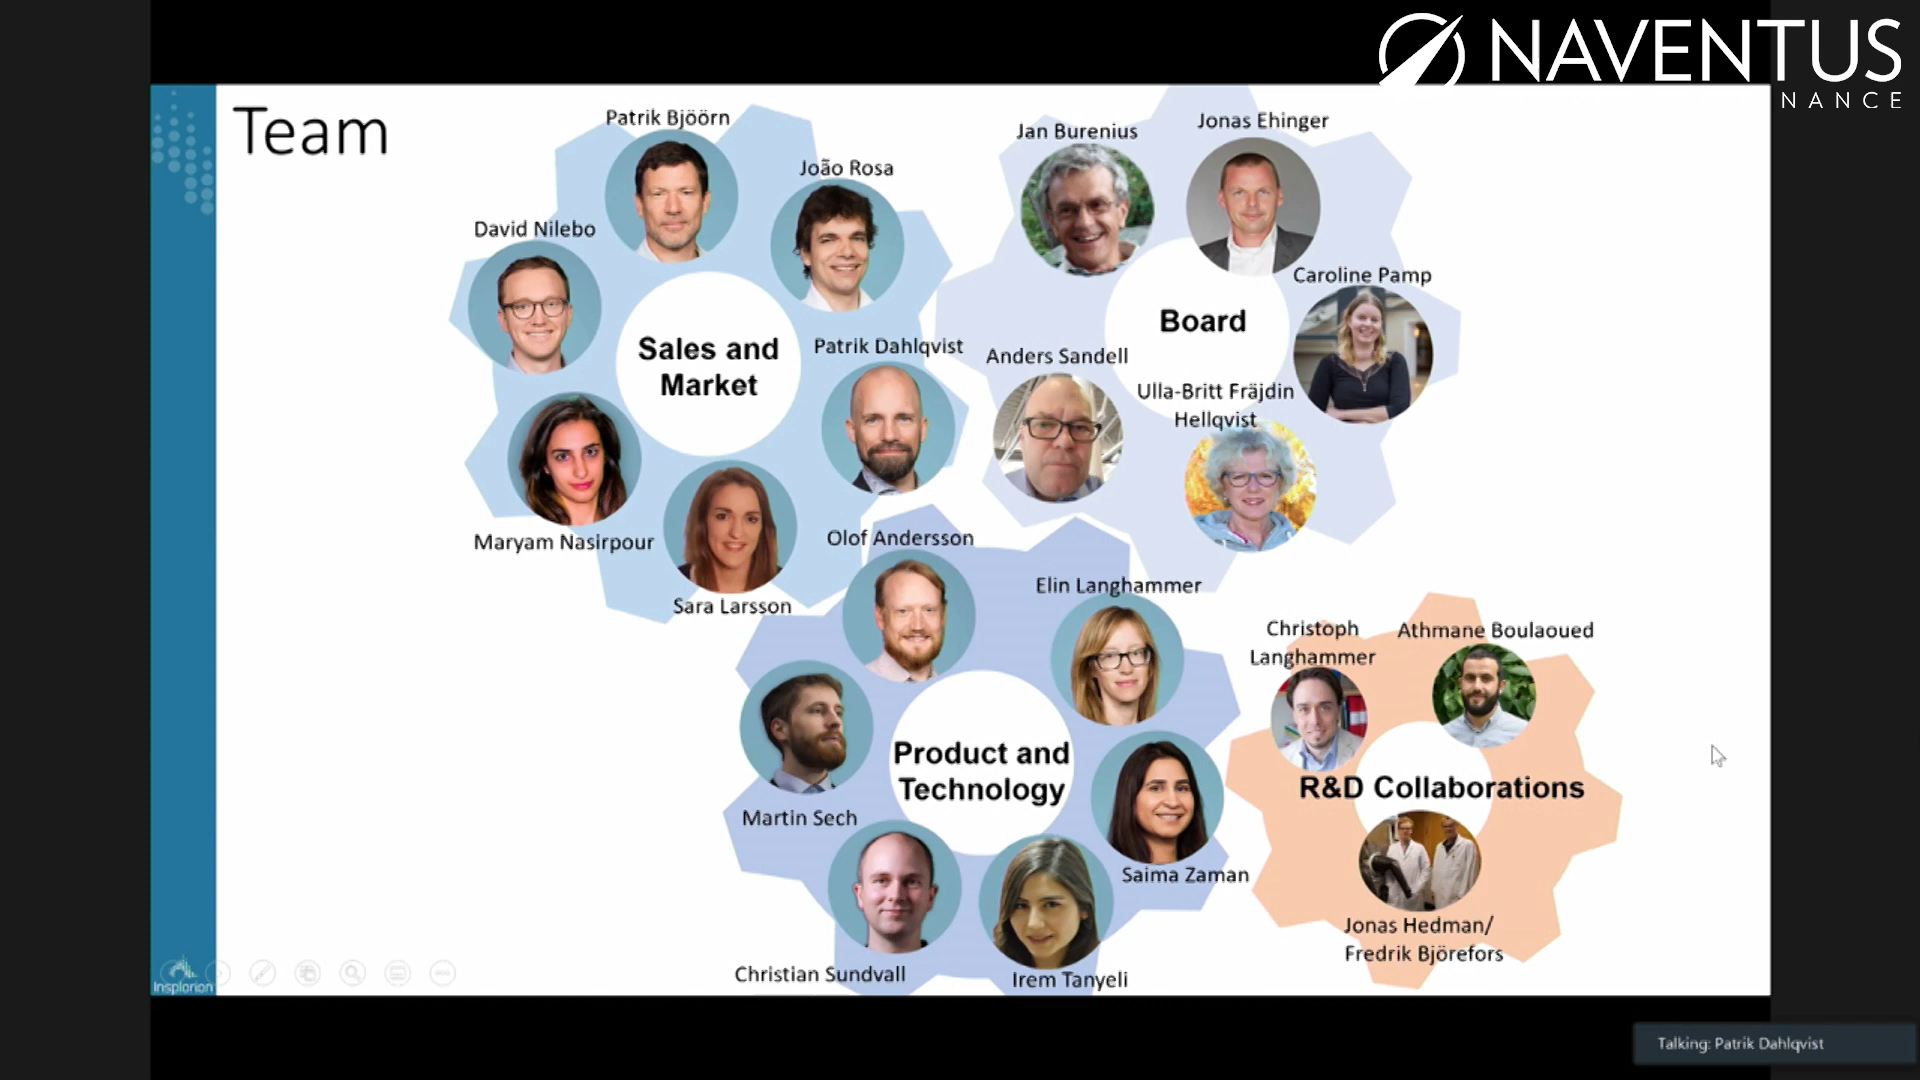 NAVENTUS
NANCE
Team
Patrik Bjöörn
João Rosa
David Nilebo
Sales and
Market
Patrik Dahlqvist
Maryam Nasirpour
Sara Larsson
Jan Burenius
Jonas Ehinger
Caroline Pamp
Board
Anders Sandell
Ulla-Britt Fräjdin
Hellqvist
Olof Andersson
Elin Langhammer
Product and
Technology
Martin Sech
Saima Zaman
Christian Sundvall
Irem Tanyeli
Christoph
Langhammer
Athmane Boulaoued
R&D Collaborations
Jonas Hedman/
Fredrik Björefors
Insplorion
Talking: Patrik Dahlqvist